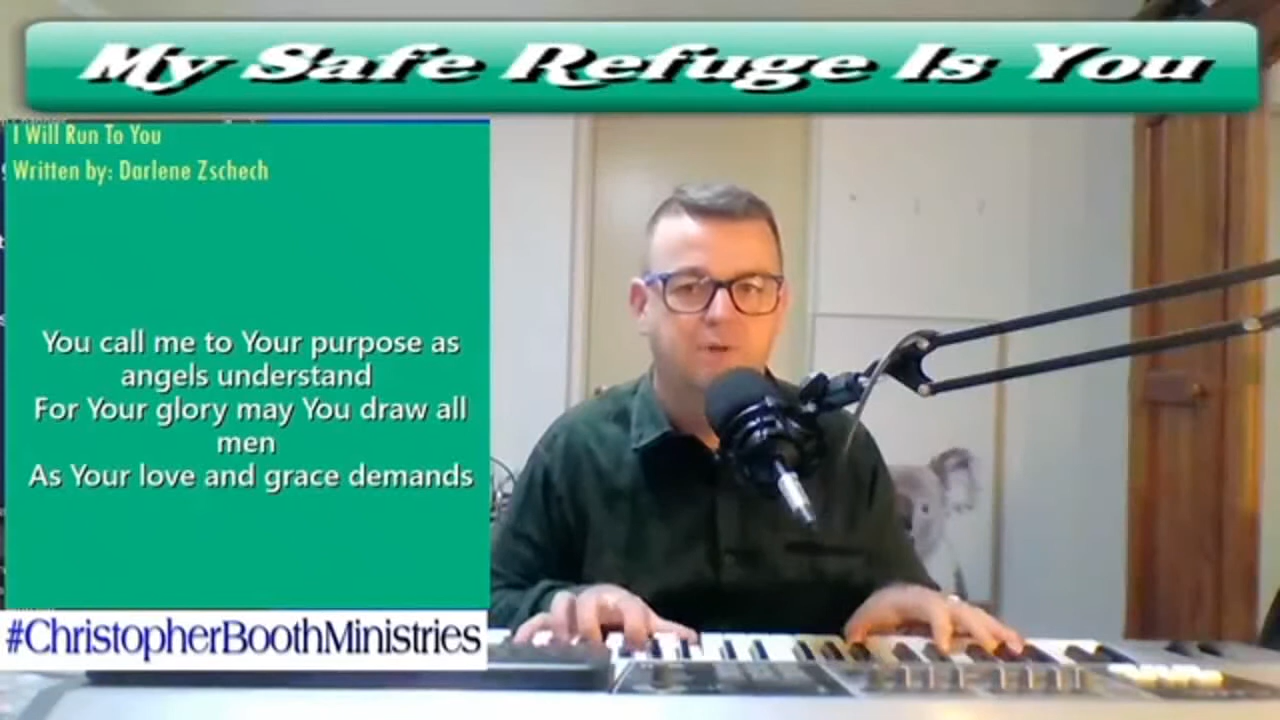 My Safe Refuge Is You
I Will Run To You
Written by: Darlene Zschech
You call me to Your purpose as
angels understand
For Your glory may You draw all
men
As Your love and grace demands
#ChristopherBoothMinistries